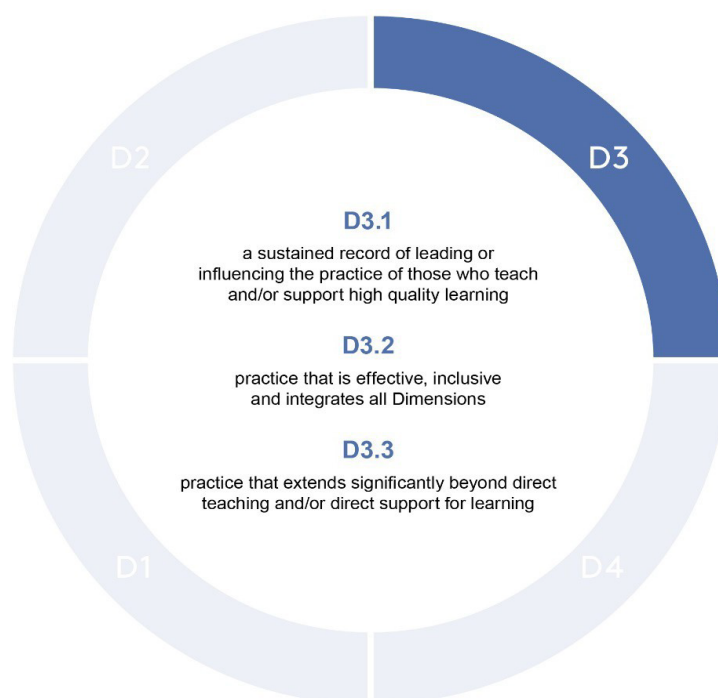 D2
D3
D3.1
a sustained record of leading or
influencing the practice of those who teach
and/or support high quality learning
D3.2
practice that is effective, inclusive
and integrates all Dimensions
D3.3
practice that extends significantly beyond direct
teaching and/or direct support for learning
D1
D4